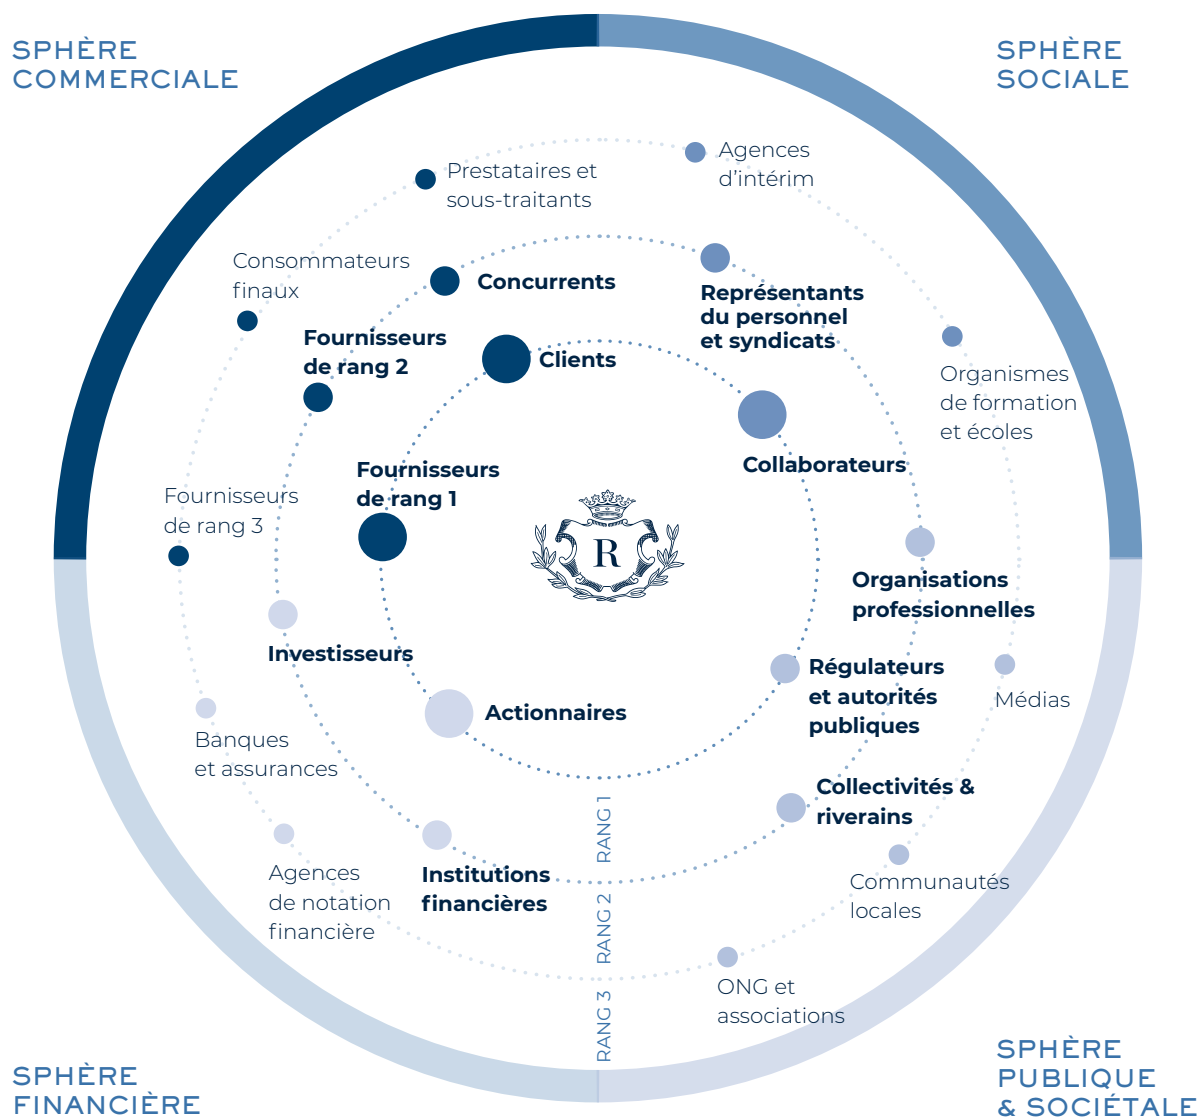 SPHÈRE
COMMERCIALE
SPHÈRE
SOCIALE
Agences
d’intérim
Prestataires et
sous-traitants
Consommateurs
finaux
Concurrents
Représentants
du personnel
et syndicats
Fournisseurs
de rang 2
Clients
Organismes
de formation
et écoles
Collaborateurs
Fournisseurs
de rang 1
Fournisseurs
de rang 3
R
Organisations
professionnelles
Investisseurs
Régulateurs
et autorités
publiques
Médias
Actionnaires
Banques
et assurances
Collectivités &
riverains
RANG 1
Agences
de notation
financière
Institutions
financières
Communautés
locales
RANG 2
ONG et
associations
RANG 3
SPHÈRE
FINANCIÈRE
SPHÈRE
PUBLIQUE
& SOCIÉTALE